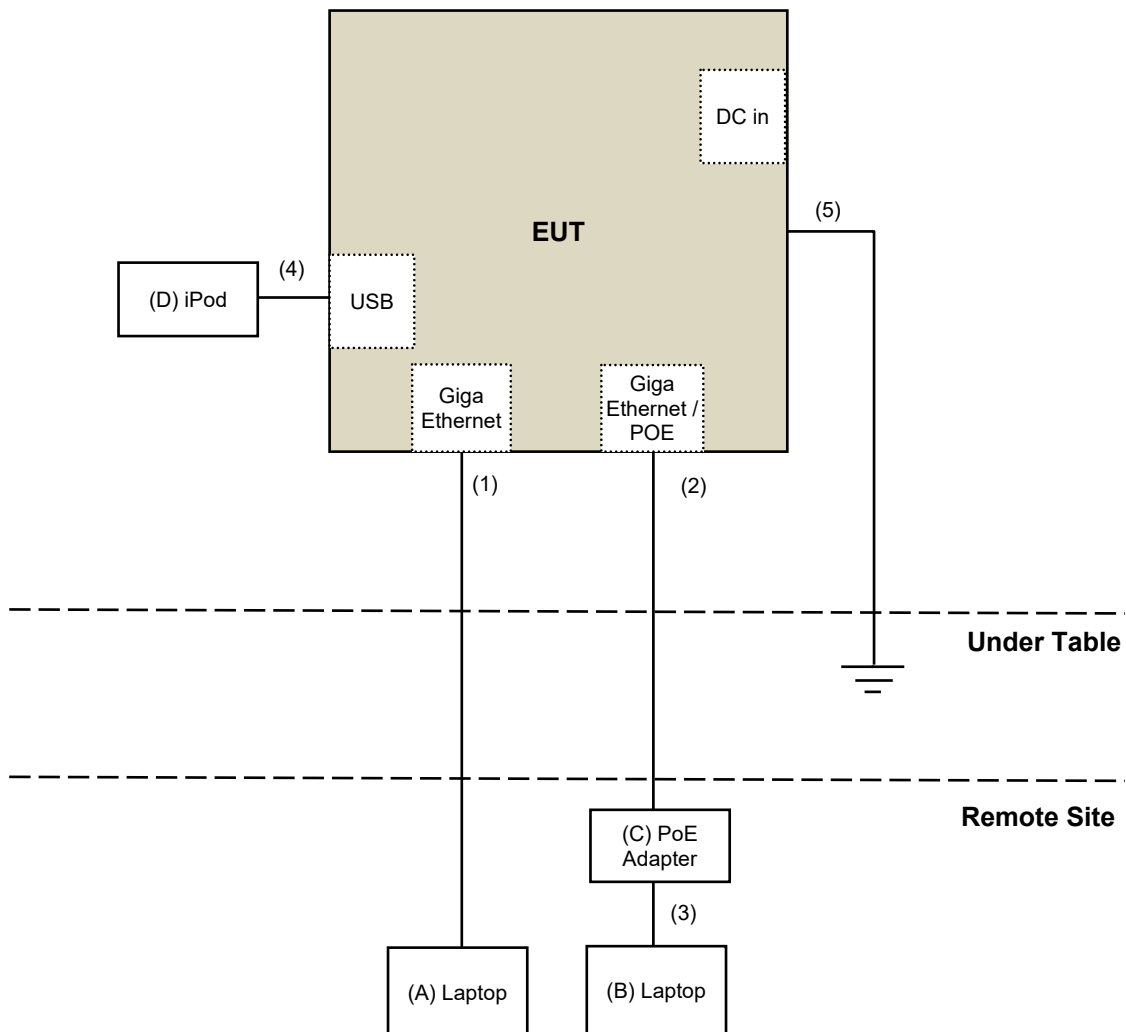 DC in
(5)
EUT
(4)
(D) iPod
USB
Giga
Ethernet
Giga
Ethernet /
POE
(1)
(2)
Under Table
Remote Site
(C) PoE
Adapter
(3)
(A) Laptop
(B) Laptop